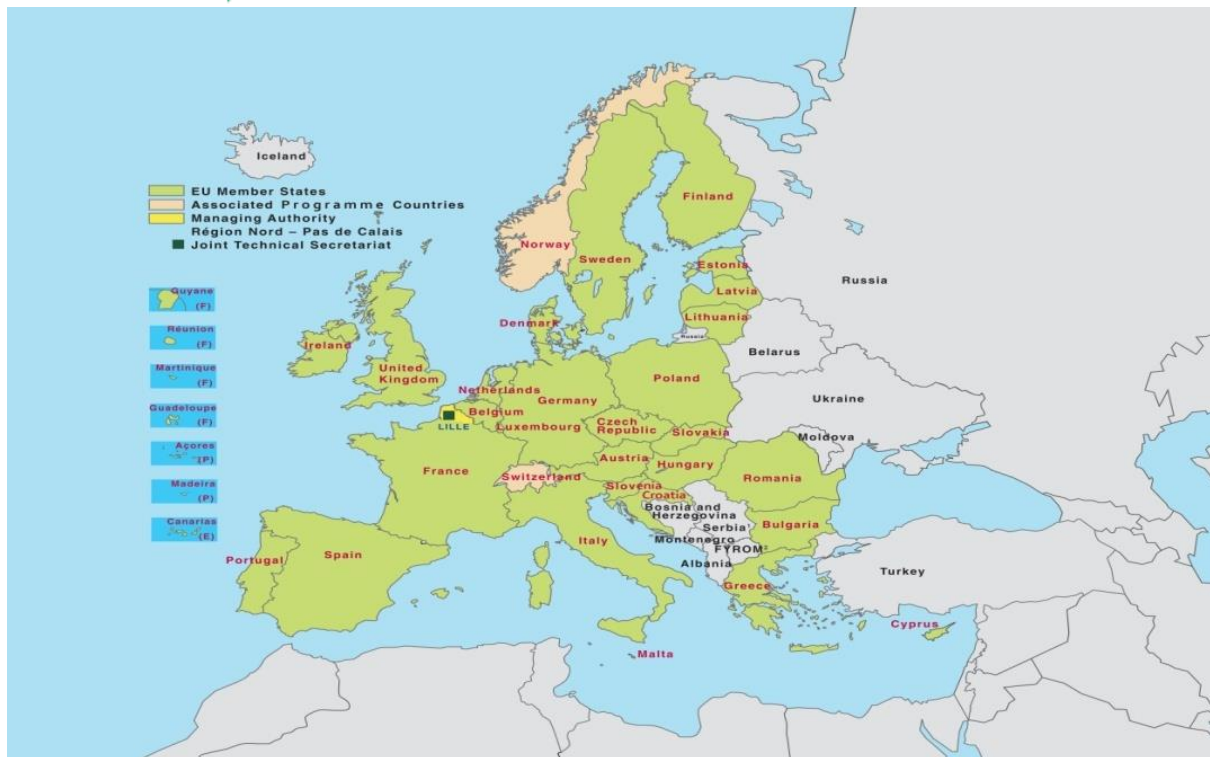 Iceland
EU Member States
Associated Programme Countries
Managing Authority
Région Nord – Pas de Calais
Joint Technical Secretariat
Guyane
(F)
Réunion
(F)
Martinique
(F)
Guadeloupe
(F)
Açores
(P)
Madeira
(P)
Canarias
(E)
Norway
Sweden
Finland
Estonia
Latvia
Lithuania
Russia
Russia
Denmark
Ireland
United
Kingdom
Netherlands
Belgium
Luxembourg
LILLE
Germany
Poland
Belarus
Ukraine
Czech
Republic
Slovakia
Moldova
France
Switzerland
Austria
Hungary
Romania
Slovenia
Croatia
Bosnia and
Herzegovina
Serbia
Montenegro
FYROM²
Albania
Bulgaria
Portugal
Spain
Italy
Greece
Turkey
Cyprus
Malta